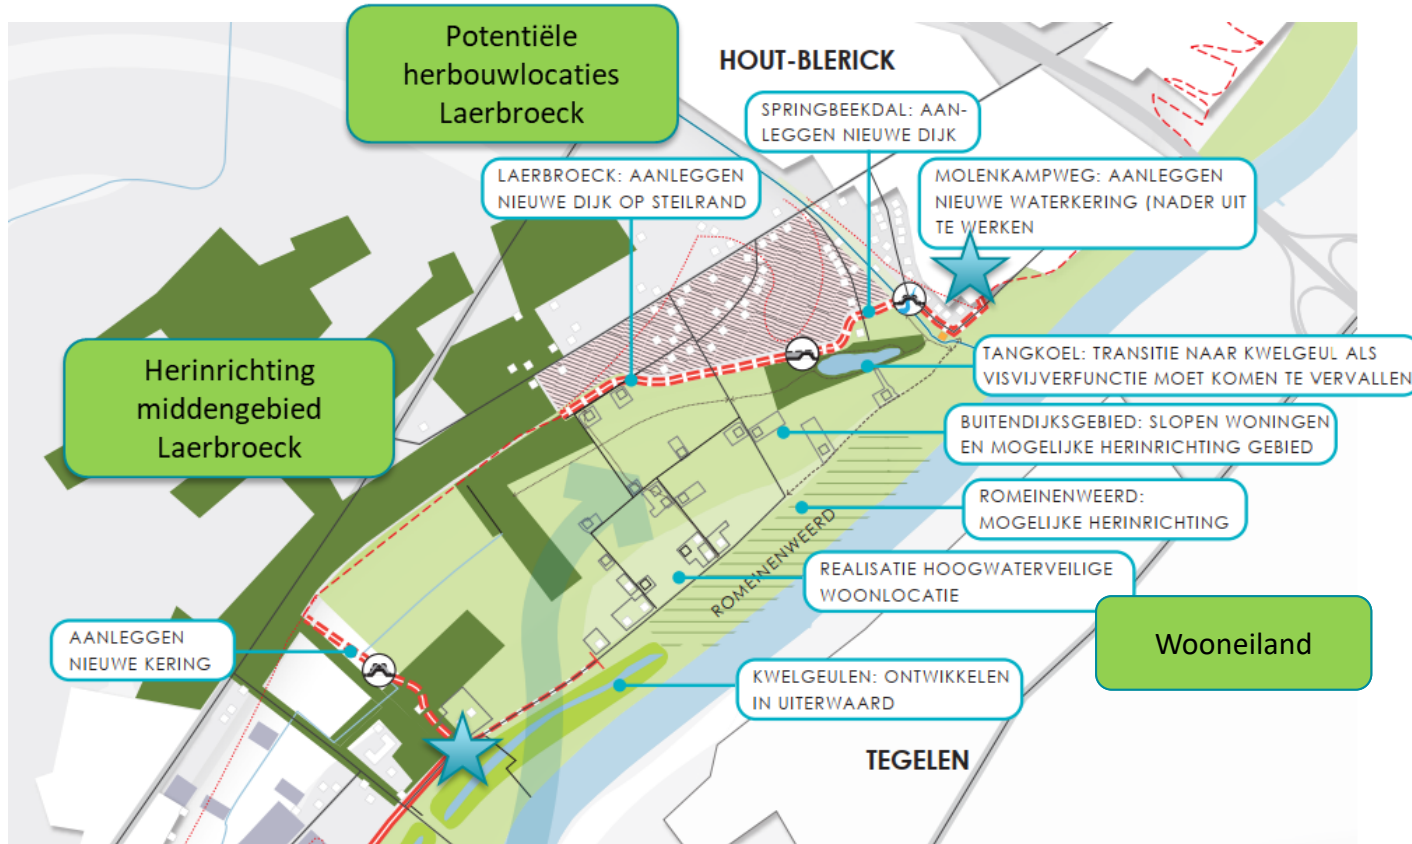 Potentiële
herbouwlocaties
Laerbroeck
HOUT-BLERICK
SPRINGBEEKDAL: AAN-
LEGGEN NIEUWE DIJK
LAERBROECK: AANLEGGEN
NIEUWE DIJK OP STEILRAND
MOLENKAMPWEG: AANLEGGEN
NIEUWE WATERKERING (NADER UIT
TE WERKEN
Herinrichting
middengebied
Laerbroeck
TANGKOEL: TRANSITIE NAAR KWELGEUL ALS
VISVIJVERFUNCTIE MOET KOMEN TE VERVALLEN
BUITENDIJKSGEBIED: SLOPEN WONINGEN
EN MOGELIJKE HERINRICHTING GEBIED
ROMEINENWEERD:
MOGELIJKE HERINRICHTING
ROMEINENWEERD
REALISATIE HOOGWATERVEILIGE
WOONLOCATIE
Wooneiland
AANLEGGEN
NIEUWE KERING
KWELGEULEN: ONTWIKKELEN
IN UITERWAARD
TEGELEN